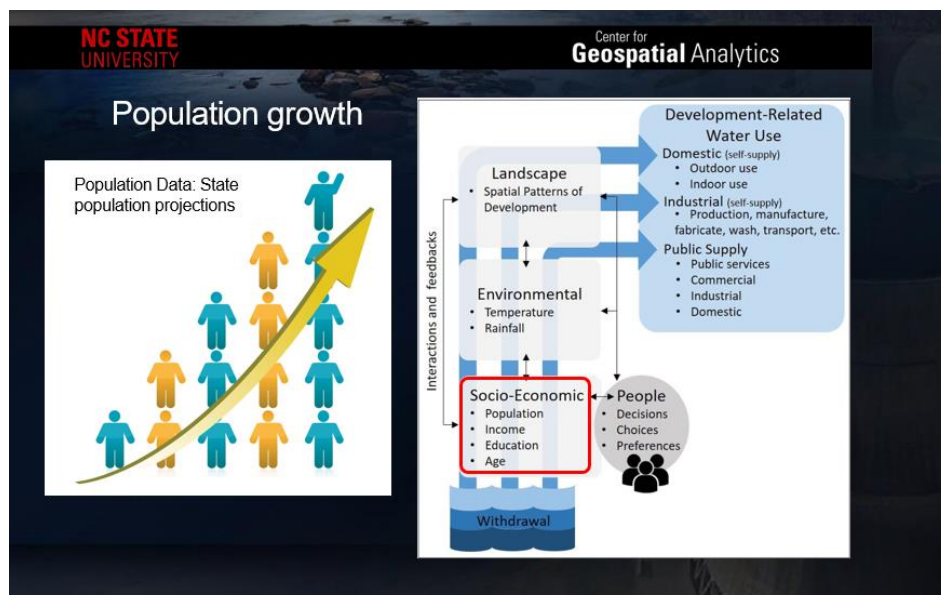 NC STATE
UNIVERSITY
Center for
Geospatial Analytics
Population growth
Population Data: State
population projections
Development-Related
Water Use
Domestic (self-supply)
• Outdoor use
• Indoor use
Industrial (self-supply)
• Production, manufacture,
fabricate, wash, transport, etc.
Public Supply
• Public services
• Commercial
• Industrial
• Domestic
Landscape
• Spatial Patterns of
Development
Interactions and feedbacks
Environmental
• Temperature
• Rainfall
Socio-Economic
• Population
• Income
• Education
• Age
People
• Decisions
• Choices
• Preferences
Withdrawal